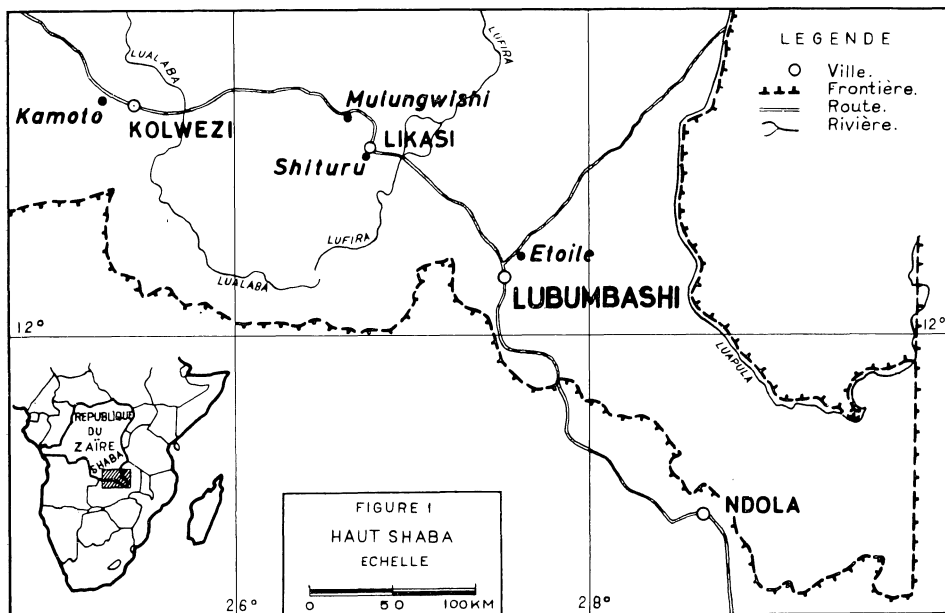 LEGENDE
Ville.
Frontière.
Route.
Rivière.
LUALABA
LUFIRA
Kamoto
KOLWEZI
Mulungwishi
LIKASI
Shituru
LUFIRA
LUALABA
Etoile
LUBUMBASHI
12°
12°
LUAPULA
REPUBLIQUE
DU
ZAÏRE
SHABA
NDOLA
FIGURE 1
HAUT SHABA
ECHELLE
0 50 100KM
26°
28°